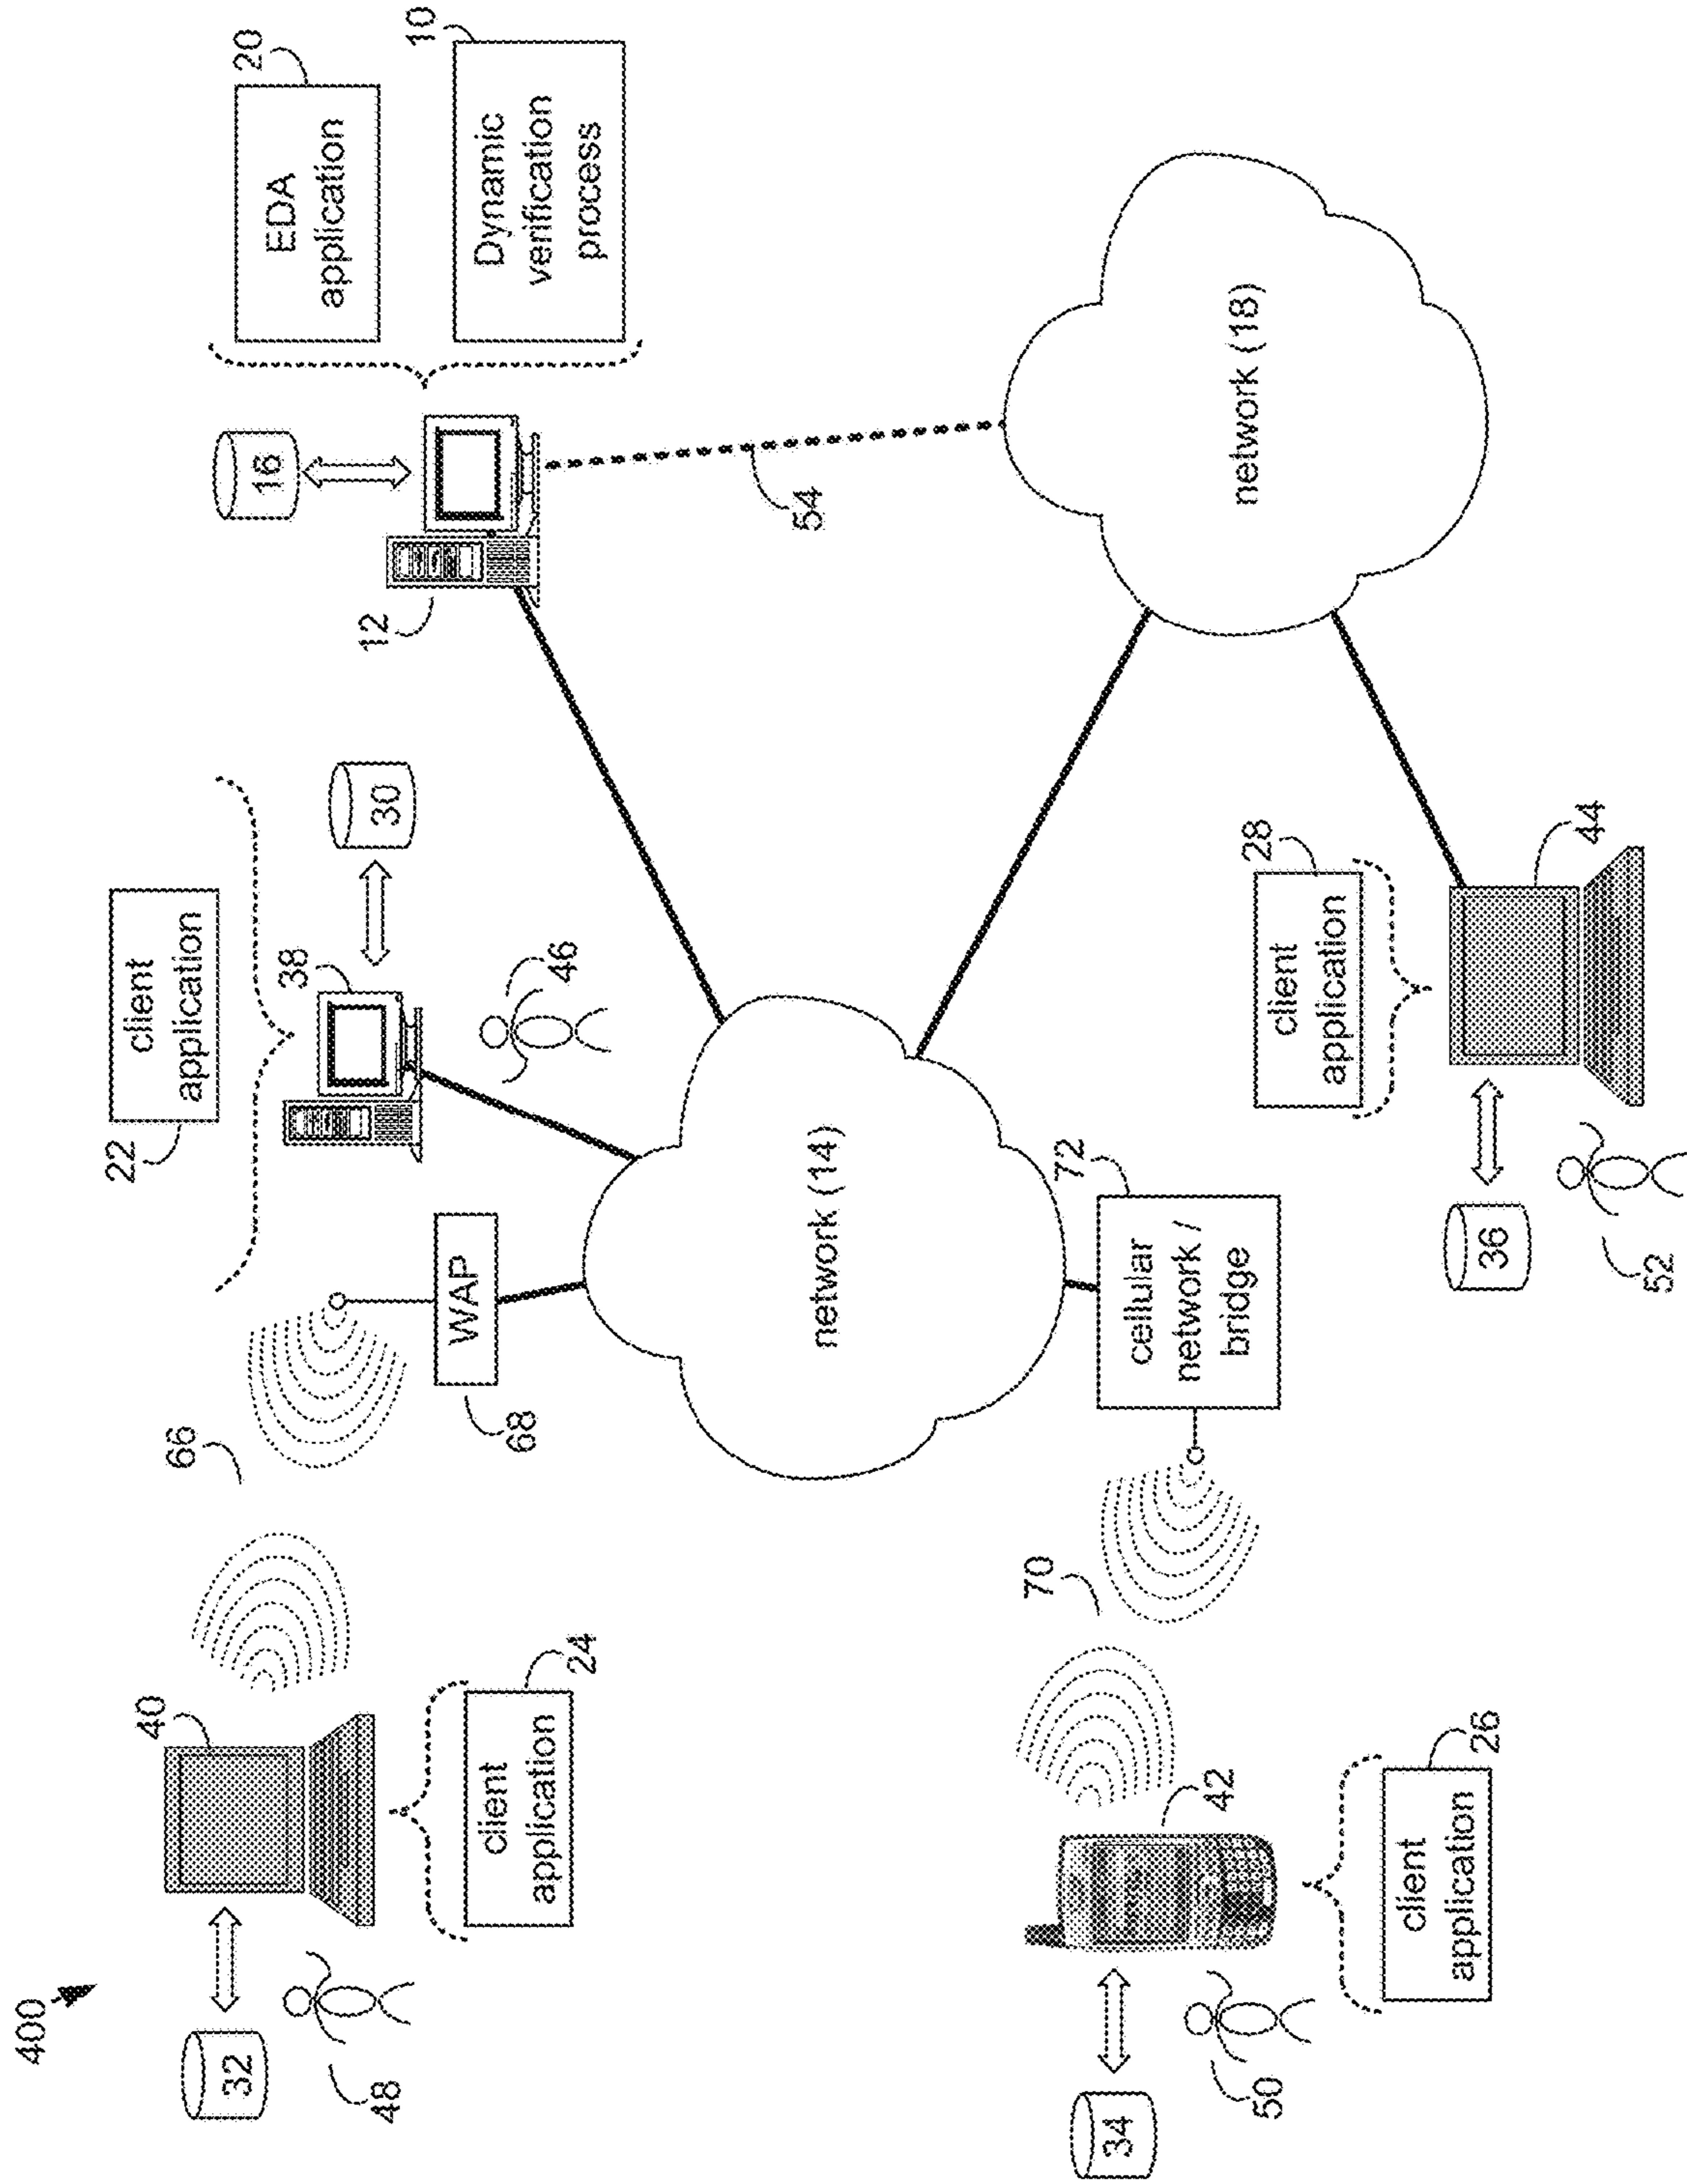 400
32
48
40
client
application
24
66
WAP
68
client
application
22
38
30
46
12
16
EDA
application
20
Dynamic
verification
process
10
54
network (14)
network (18)
34
50
42
client
application
26
70
cellular
network /
bridge
72
36
52
client
application
28
44